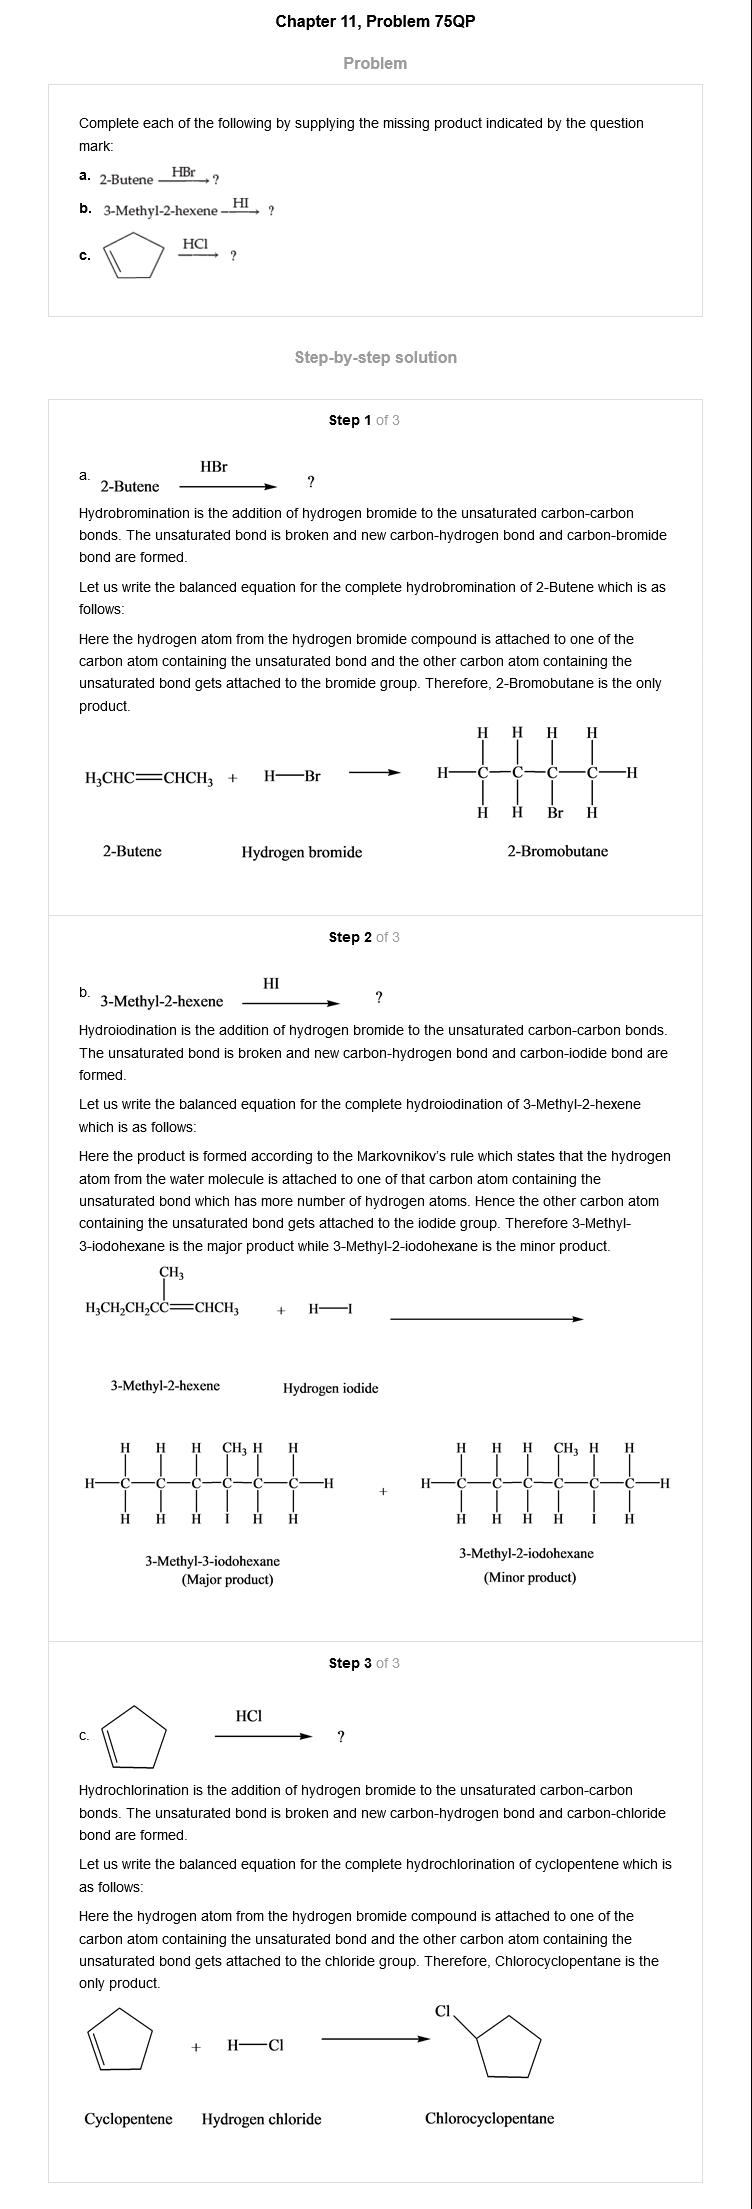 Chapter 11, Problem 75QP
Problem
Complete each of the following by supplying the missing product indicated by the question
mark:
a. 2-Butene HBr → ?
b. 3-Methyl-2-hexene HI → ?
c. HCl → ?
Step-by-step solution
Step 1 of 3
a. 2-Butene HBr → ?
Hydrobromination is the addition of hydrogen bromide to the unsaturated carbon-carbon
bonds. The unsaturated bond is broken and new carbon-hydrogen bond and carbon-bromide
bond are formed.
Let us write the balanced equation for the complete hydrobromination of 2-Butene which is as
follows:
Here the hydrogen atom from the hydrogen bromide compound is attached to one of the
carbon atom containing the unsaturated bond and the other carbon atom containing the
unsaturated bond gets attached to the bromide group. Therefore, 2-Bromobutane is the only
product.
H H H H
H₃CHC=CHCH₃ + H—Br → H—C—C—C—C—H
H H Br H
2-Butene Hydrogen bromide 2-Bromobutane
Step 2 of 3
b. 3-Methyl-2-hexene HI → ?
Hydroiodination is the addition of hydrogen bromide to the unsaturated carbon-carbon bonds.
The unsaturated bond is broken and new carbon-hydrogen bond and carbon-iodide bond are
formed.
Let us write the balanced equation for the complete hydroiodination of 3-Methyl-2-hexene
which is as follows:
Here the product is formed according to the Markovnikov's rule which states that the hydrogen
atom from the water molecule is attached to one of that carbon atom containing the
unsaturated bond which has more number of hydrogen atoms. Hence the other carbon atom
containing the unsaturated bond gets attached to the iodide group. Therefore 3-Methyl-
3-iodohexane is the major product while 3-Methyl-2-iodohexane is the minor product.
CH₃
H₃CH₂CH₂CC=CHCH₃ + H—I →
3-Methyl-2-hexene Hydrogen iodide
H H H CH₃ H H H H H CH₃ H H
H—C—C—C—C—C—C—H + H—C—C—C—C—C—C—H
H H H I H H H H H H I H
3-Methyl-3-iodohexane 3-Methyl-2-iodohexane
(Major product) (Minor product)
Step 3 of 3
c. HCl → ?
Hydrochlorination is the addition of hydrogen bromide to the unsaturated carbon-carbon
bonds. The unsaturated bond is broken and new carbon-hydrogen bond and carbon-chloride
bond are formed.
Let us write the balanced equation for the complete hydrochlorination of cyclopentene which is
as follows:
Here the hydrogen atom from the hydrogen bromide compound is attached to one of the
carbon atom containing the unsaturated bond and the other carbon atom containing the
unsaturated bond gets attached to the chloride group. Therefore, Chlorocyclopentane is the
only product.
Cl
+ H—Cl →
Cyclopentene Hydrogen chloride Chlorocyclopentane